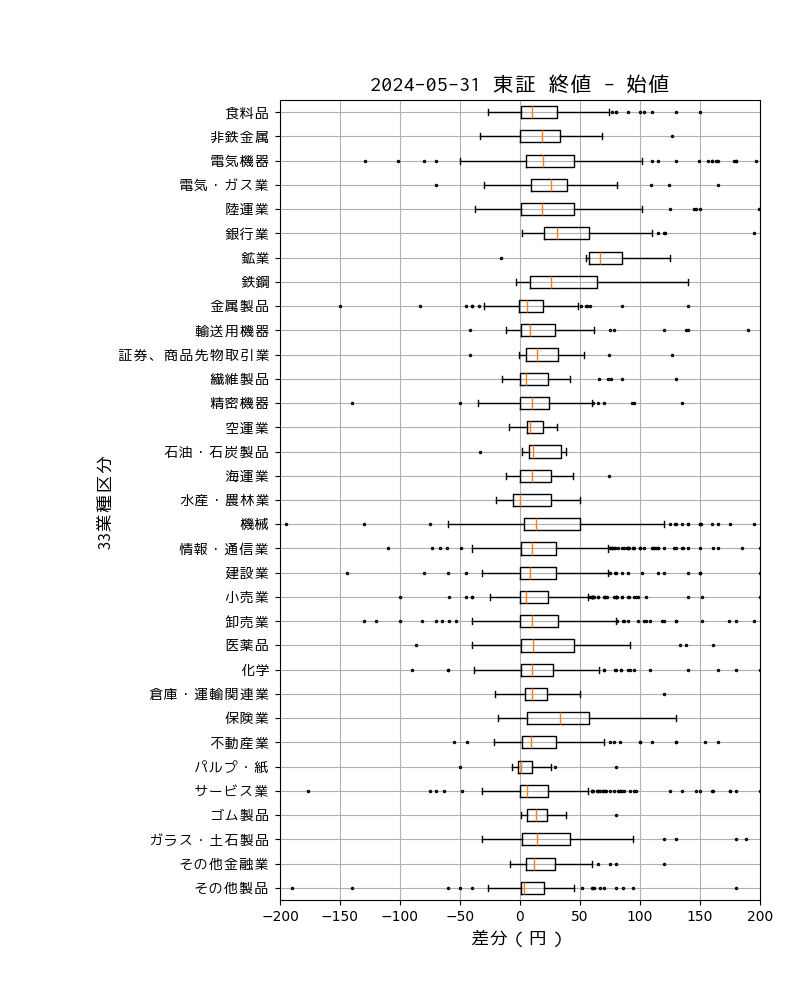 2024-05-31 東証 終値 - 始値
食料品
非鉄金属
電気機器
電気・ガス業
陸運業
銀行業
鉱業
鉄鋼
金属製品
輸送用機器
証券、商品先物取引業
繊維製品
精密機器
空運業
石油・石炭製品
海運業
水産・農林業
機械
情報・通信業
建設業
小売業
卸売業
医薬品
化学
倉庫・運輸関連業
保険業
不動産業
パルプ・紙
サービス業
ゴム製品
ガラス・土石製品
その他金融業
その他製品
33業種区分
−200 −150 −100 −50 0 50 100 150 200
差分（円）